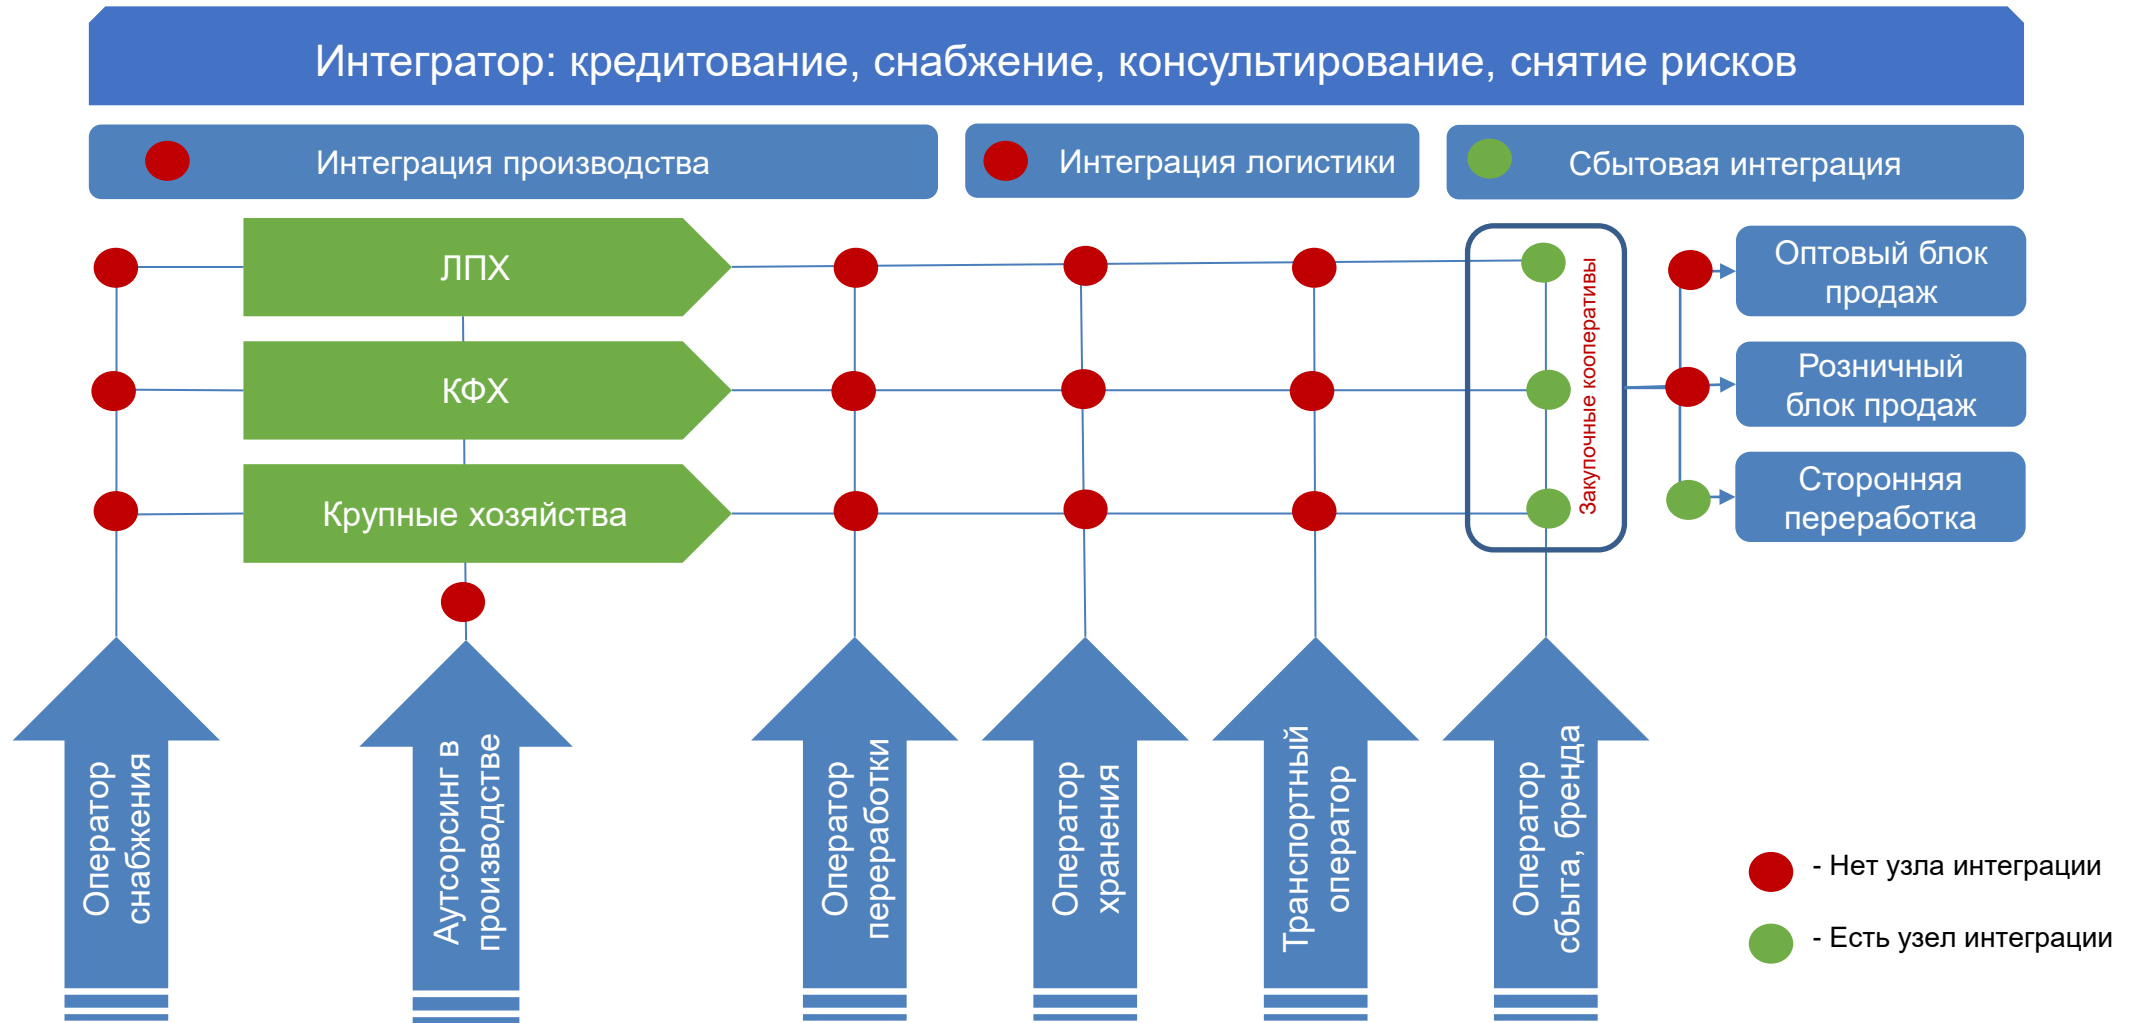 Интегратор: кредитование, снабжение, консультирование, снятие рисков
Интеграция производства
Интеграция логистики
Сбытовая интеграция
ЛПХ
КФХ
Крупные хозяйства
Закупочные кооперативы
Оптовый блок
продаж
Розничный
блок продаж
Сторонняя
переработка
Оператор
снабжения
Аутсорсинг в
производстве
Оператор
переработки
Оператор
хранения
Транспортный
оператор
Оператор
сбыта, бренда
- Нет узла интеграции
- Есть узел интеграции